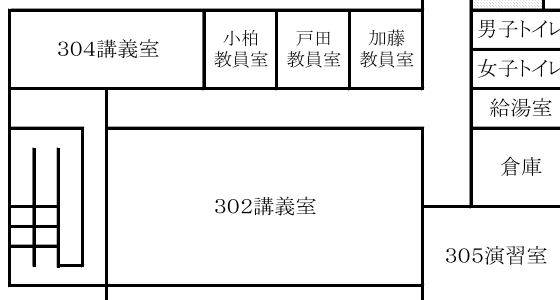 304講義室
小柏
教員室
戸田
教員室
加藤
教員室
男子トイレ
女子トイレ
給湯室
倉庫
302講義室
305演習室